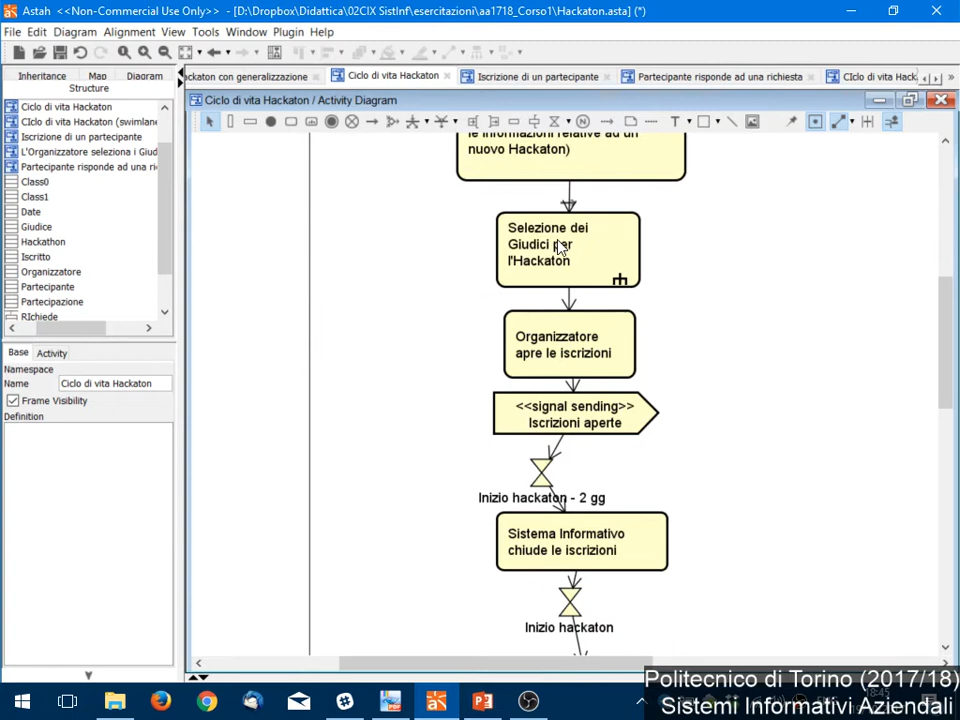 Astah <<Non-Commercial Use Only>> - [D:\Dropbox\Didattica\02CIX SistInf\esercitazioni\aa1718_Corso1\Hackaton.asta] (*)
File Edit Diagram Alignment View Tools Window Plugin Help
Inheritance Map Diagram
Structure
ckaton con generalizzazione Ciclo di vita Hackaton Iscrizione di un partecipante Partecipante risponde ad una richiesta CIclo di vita Hack
Ciclo di vita Hackaton / Activity Diagram
Ciclo di vita Hackaton
CIclo di vita Hackaton (swimlane
Iscrizione di un partecipante
L'Organizzatore seleziona i Giud
Partecipante risponde ad una ri
Class0
Class1
Date
Giudice
Hackathon
Iscritto
Organizzatore
Partecipante
Partecipazione
RIchiede
Base Activity
Namespace
Name Ciclo di vita Hackaton
Frame Visibility
Definition
le informazioni relative ad un
nuovo Hackaton)
Selezione dei
Giudici per
l'Hackaton
Organizzatore
apre le iscrizioni
<<signal sending>>
Iscrizioni aperte
Inizio hackaton - 2 gg
Sistema Informativo
chiude le iscrizioni
Inizio hackaton
Politecnico di Torino (2017/18)
18:45
Sistemi Informativi Aziendali